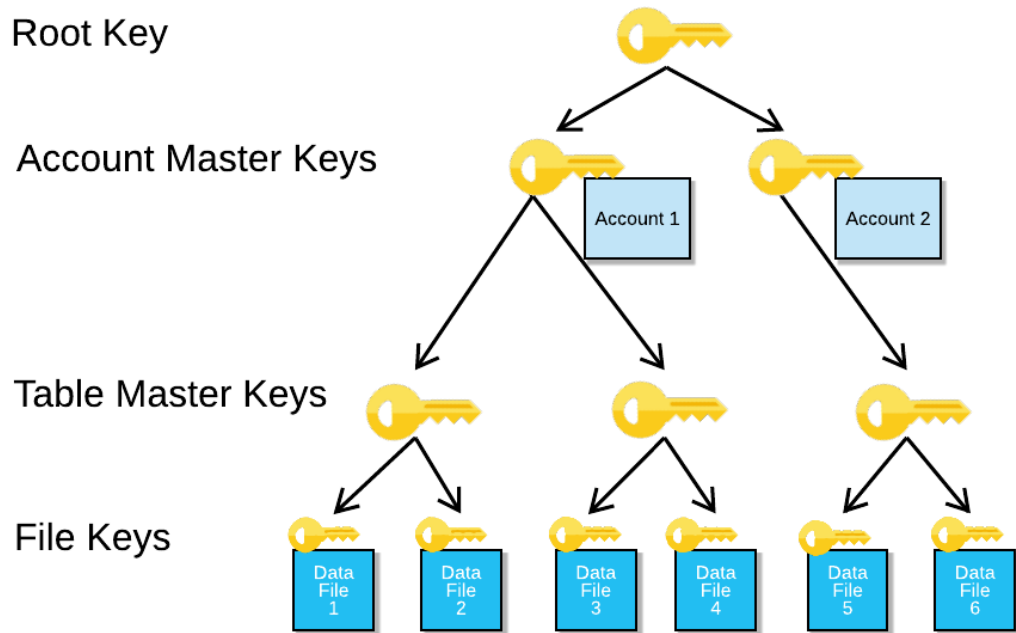 Root Key
Account Master Keys
Account 1
Account 2
Table Master Keys
File Keys
Data
File
1
Data
File
2
Data
File
3
Data
File
4
Data
File
5
Data
File
6